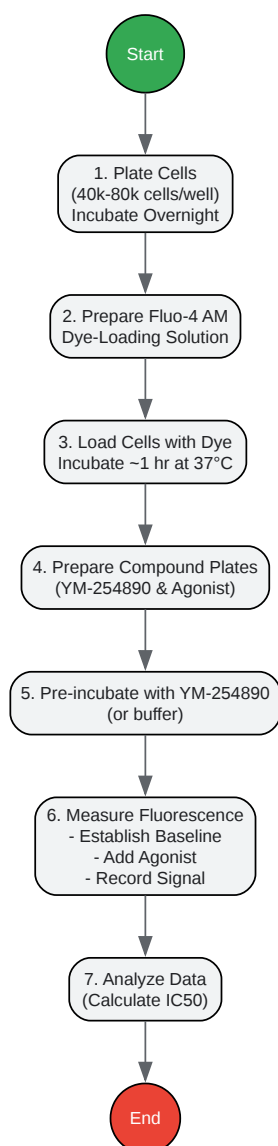 Start
1. Plate Cells
(40k-80k cells/well)
Incubate Overnight
2. Prepare Fluo-4 AM
Dye-Loading Solution
3. Load Cells with Dye
Incubate ~1 hr at 37°C
4. Prepare Compound Plates
(YM-254890 & Agonist)
5. Pre-incubate with YM-254890
(or buffer)
6. Measure Fluorescence
- Establish Baseline
- Add Agonist
- Record Signal
7. Analyze Data
(Calculate IC50)
End